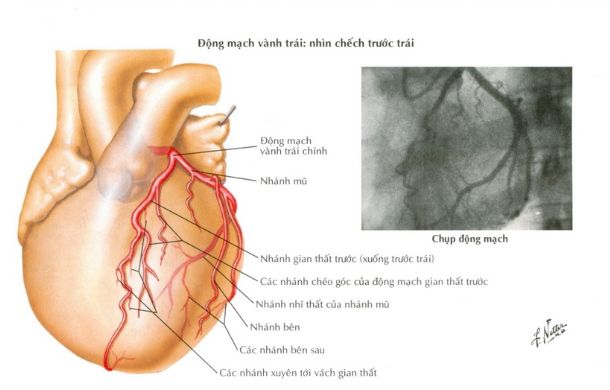 Động mạch vành trái: nhìn chếch trước trái
Động mạch
vành trái chính
Nhánh mũ
Chụp động mạch
Nhánh gian thất trước (xuống trước trái)
Các nhánh chéo góc của động mạch gian thất trước
Nhánh nhĩ thất của nhánh mũ
Nhánh bên
Các nhánh bên sau
Các nhánh xuyên tới vách gian thất
F. Netter